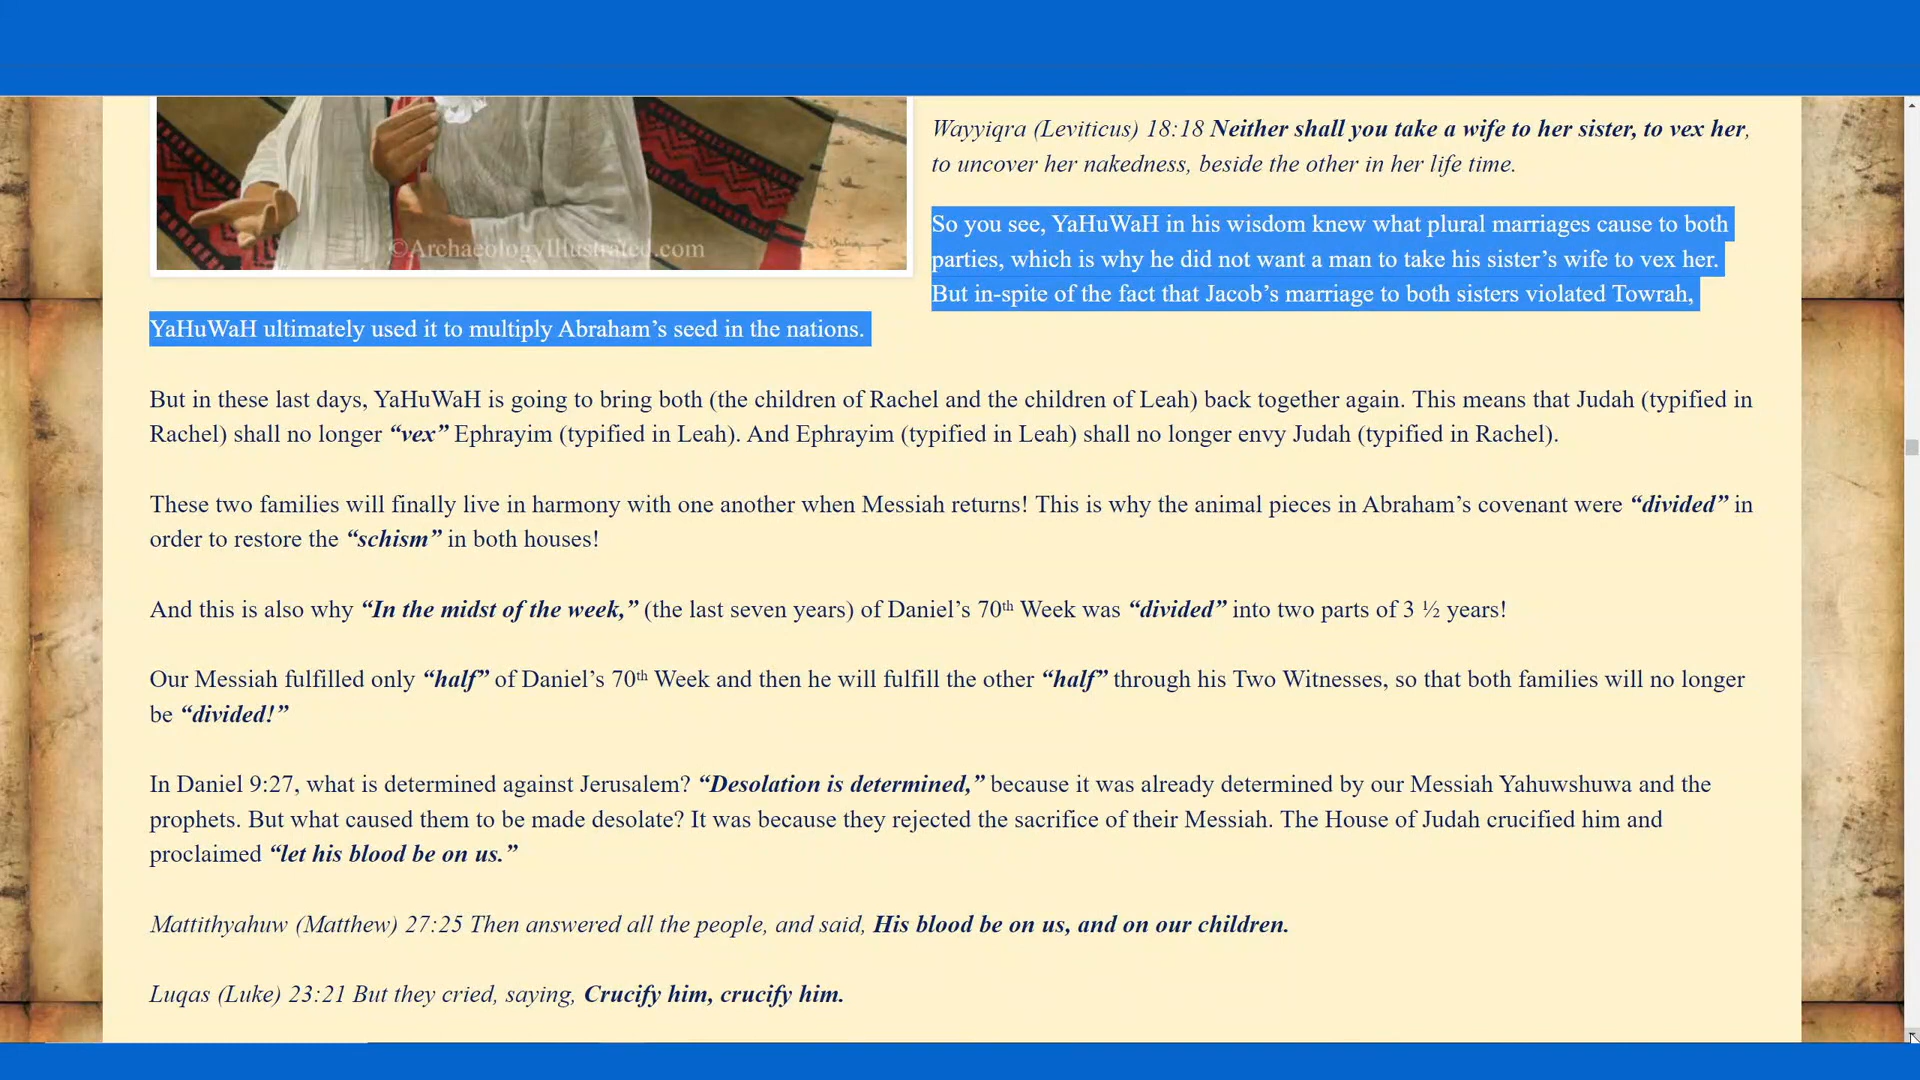 ©ArchaeologyIllustrated.com
Wayyiqra (Leviticus) 18:18 Neither shall you take a wife to her sister, to vex her,
to uncover her nakedness, beside the other in her life time.
So you see, YaHuWaH in his wisdom knew what plural marriages cause to both
parties, which is why he did not want a man to take his sister’s wife to vex her.
But in-spite of the fact that Jacob’s marriage to both sisters violated Towrah,
YaHuWaH ultimately used it to multiply Abraham’s seed in the nations.
But in these last days, YaHuWaH is going to bring both (the children of Rachel and the children of Leah) back together again. This means that Judah (typified in
Rachel) shall no longer “vex” Ephrayim (typified in Leah). And Ephrayim (typified in Leah) shall no longer envy Judah (typified in Rachel).
These two families will finally live in harmony with one another when Messiah returns! This is why the animal pieces in Abraham’s covenant were “divided” in
order to restore the “schism” in both houses!
And this is also why “In the midst of the week,” (the last seven years) of Daniel’s 70th Week was “divided” into two parts of 3 ½ years!
Our Messiah fulfilled only “half” of Daniel’s 70th Week and then he will fulfill the other “half” through his Two Witnesses, so that both families will no longer
be “divided!”
In Daniel 9:27, what is determined against Jerusalem? “Desolation is determined,” because it was already determined by our Messiah Yahuwshuwa and the
prophets. But what caused them to be made desolate? It was because they rejected the sacrifice of their Messiah. The House of Judah crucified him and
proclaimed “let his blood be on us.”
Mattithyahuw (Matthew) 27:25 Then answered all the people, and said, His blood be on us, and on our children.
Luqas (Luke) 23:21 But they cried, saying, Crucify him, crucify him.